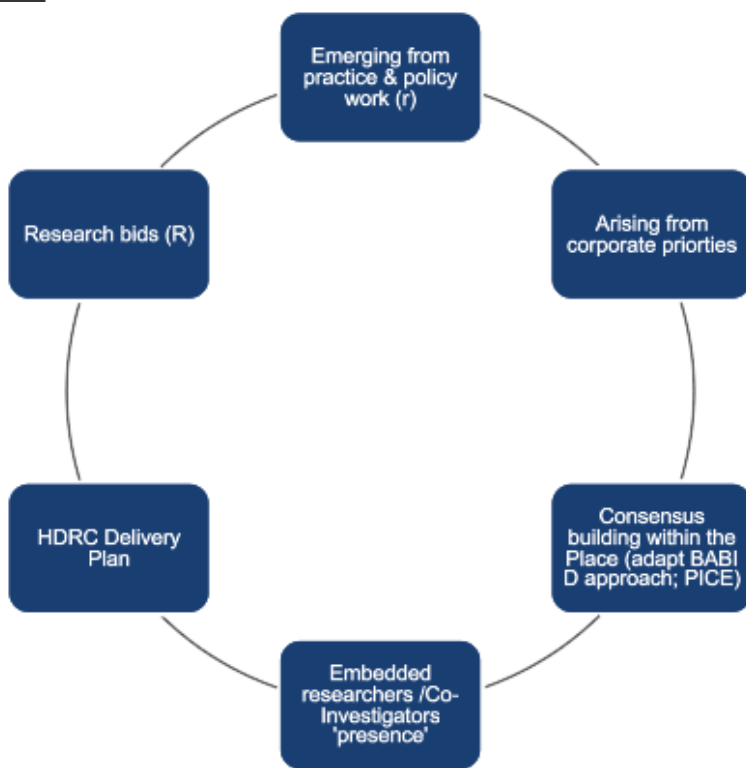 Emerging from
practice & policy
work (r)
Arising from
corporate priorties
Consensus
building within the
Place (adapt BABI
D approach; PICE)
Embedded
researchers /Co-
Investigators
'presence'
HDRC Delivery
Plan
Research bids (R)